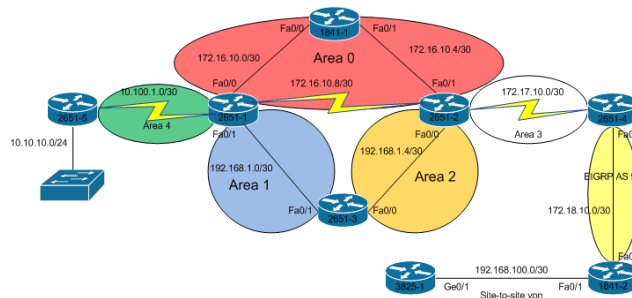 Fa0/0
1841-1
Fa0/1
172.16.10.0/30
Area 0
172.16.10.4/30
10.100.1.0/30
Fa0/0
172.16.10.8/30
Fa0/1
172.17.10.0/30
2651-5
2651-1
2651-2
2651-4
Area 4
Fa0/1
Fa0/0
Area 3
10.10.10.0/24
192.168.1.0/30
192.168.1.4/30
EIGRP AS
Area 1
Area 2
172.18.10.0/30
Fa0/1
2651-3
Fa0/0
192.168.100.0/30
3825-1
Ge0/1
Fa0/1
1841-2
Site-to-site vpn